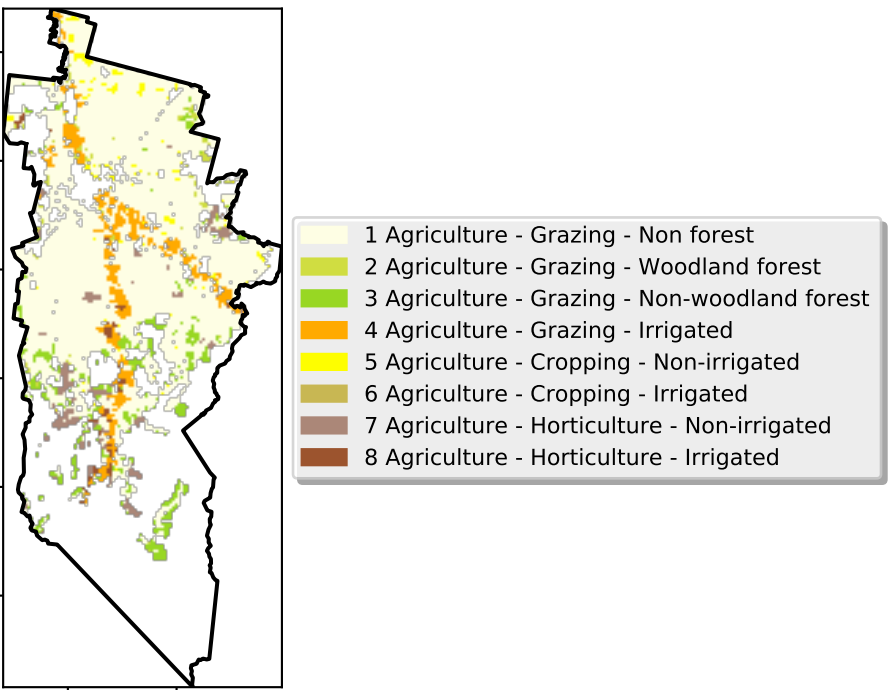 1 Agriculture - Grazing - Non forest
2 Agriculture - Grazing - Woodland forest
3 Agriculture - Grazing - Non-woodland forest
4 Agriculture - Grazing - Irrigated
5 Agriculture - Cropping - Non-irrigated
6 Agriculture - Cropping - Irrigated
7 Agriculture - Horticulture - Non-irrigated
8 Agriculture - Horticulture - Irrigated